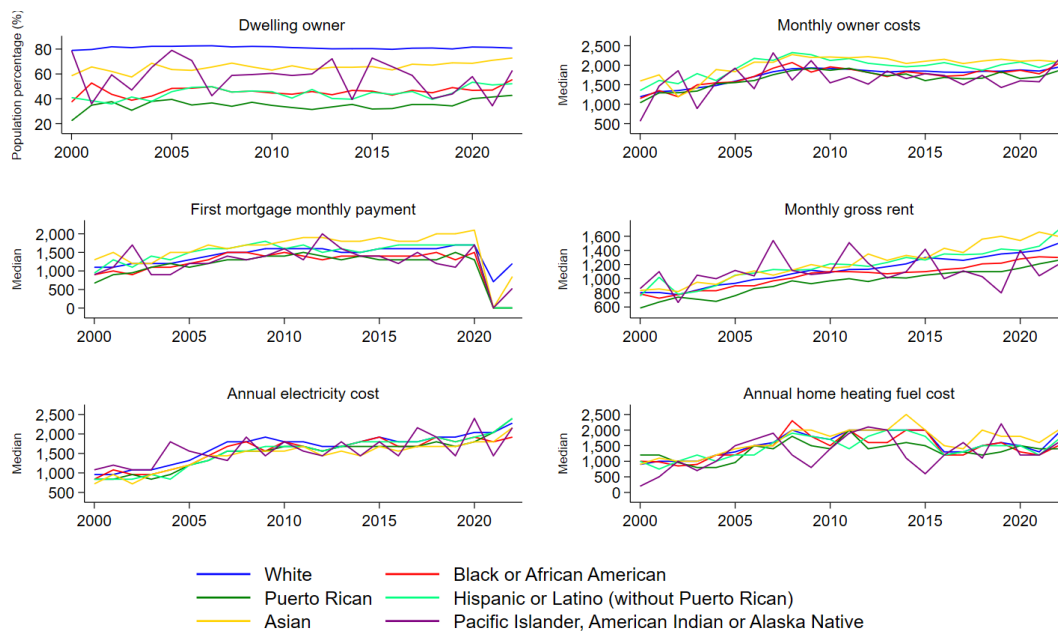 Dwelling owner
Population percentage (%)
80
60
40
20
2000 2005 2010 2015 2020
Monthly owner costs
Median
2,500
2,000
1,500
1,000
500
2000 2005 2010 2015 2020
First mortgage monthly payment
Median
2,000
1,500
1,000
500
0
2000 2005 2010 2015 2020
Monthly gross rent
Median
1,600
1,400
1,200
1,000
800
600
2000 2005 2010 2015 2020
Annual electricity cost
Median
2,500
2,000
1,500
1,000
500
2000 2005 2010 2015 2020
Annual home heating fuel cost
Median
2,500
2,000
1,500
1,000
500
0
2000 2005 2010 2015 2020
White
Black or African American
Puerto Rican
Hispanic or Latino (without Puerto Rican)
Asian
Pacific Islander, American Indian or Alaska Native